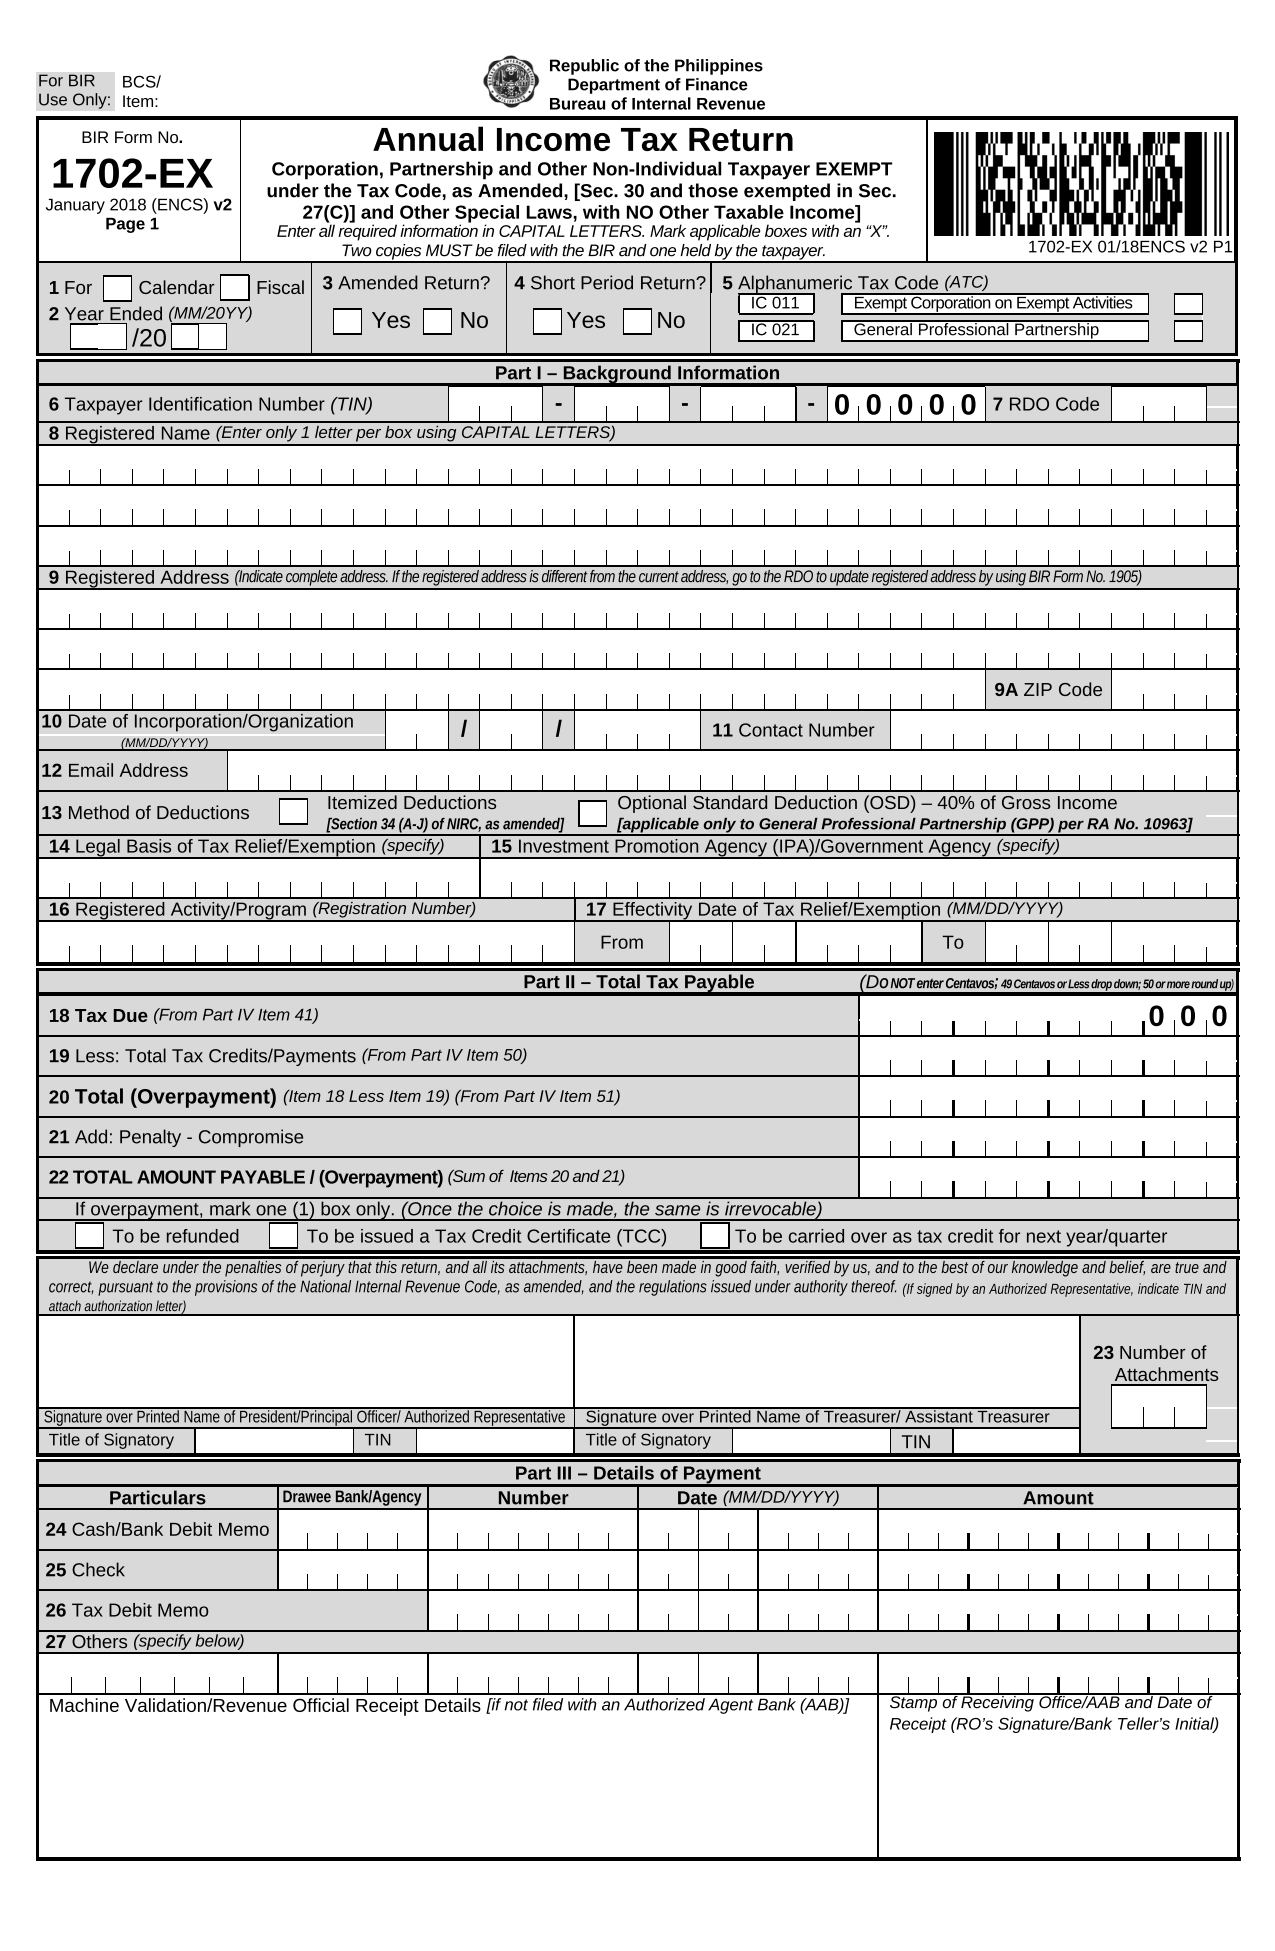 For BIR
Use Only:
BCS/
Item:
Republic of the Philippines
Department of Finance
Bureau of Internal Revenue
BIR Form No.
1702-EX
January 2018 (ENCS) v2
Page 1
Annual Income Tax Return
Corporation, Partnership and Other Non-Individual Taxpayer EXEMPT
under the Tax Code, as Amended, [Sec. 30 and those exempted in Sec.
27(C)] and Other Special Laws, with NO Other Taxable Income]
Enter all required information in CAPITAL LETTERS. Mark applicable boxes with an “X”.
Two copies MUST be filed with the BIR and one held by the taxpayer.
1702-EX 01/18ENCS v2 P1
1 For Calendar Fiscal
2 Year Ended (MM/20YY)
/20
3 Amended Return?
Yes No
4 Short Period Return?
Yes No
5 Alphanumeric Tax Code (ATC)
IC 011 Exempt Corporation on Exempt Activities
IC 021 General Professional Partnership
Part I – Background Information
6 Taxpayer Identification Number (TIN) - - - 0 0 0 0 0 7 RDO Code
8 Registered Name (Enter only 1 letter per box using CAPITAL LETTERS)
9 Registered Address (Indicate complete address. If the registered address is different from the current address, go to the RDO to update registered address by using BIR Form No. 1905)
9A ZIP Code
10 Date of Incorporation/Organization
(MM/DD/YYYY)
/ /
11 Contact Number
12 Email Address
13 Method of Deductions
Itemized Deductions
[Section 34 (A-J) of NIRC, as amended]
Optional Standard Deduction (OSD) – 40% of Gross Income
[applicable only to General Professional Partnership (GPP) per RA No. 10963]
14 Legal Basis of Tax Relief/Exemption (specify)
15 Investment Promotion Agency (IPA)/Government Agency (specify)
16 Registered Activity/Program (Registration Number)
17 Effectivity Date of Tax Relief/Exemption (MM/DD/YYYY)
From To
Part II – Total Tax Payable (DO NOT enter Centavos; 49 Centavos or Less drop down; 50 or more round up)
18 Tax Due (From Part IV Item 41) 0 0 0
19 Less: Total Tax Credits/Payments (From Part IV Item 50)
20 Total (Overpayment) (Item 18 Less Item 19) (From Part IV Item 51)
21 Add: Penalty - Compromise
22 TOTAL AMOUNT PAYABLE / (Overpayment) (Sum of Items 20 and 21)
If overpayment, mark one (1) box only. (Once the choice is made, the same is irrevocable)
To be refunded To be issued a Tax Credit Certificate (TCC) To be carried over as tax credit for next year/quarter
We declare under the penalties of perjury that this return, and all its attachments, have been made in good faith, verified by us, and to the best of our knowledge and belief, are true and
correct, pursuant to the provisions of the National Internal Revenue Code, as amended, and the regulations issued under authority thereof. (If signed by an Authorized Representative, indicate TIN and
attach authorization letter)
23 Number of
Attachments
Signature over Printed Name of President/Principal Officer/ Authorized Representative
Signature over Printed Name of Treasurer/ Assistant Treasurer
Title of Signatory TIN Title of Signatory TIN
Part III – Details of Payment
Particulars Drawee Bank/Agency Number Date (MM/DD/YYYY) Amount
24 Cash/Bank Debit Memo
25 Check
26 Tax Debit Memo
27 Others (specify below)
Machine Validation/Revenue Official Receipt Details [if not filed with an Authorized Agent Bank (AAB)]
Stamp of Receiving Office/AAB and Date of
Receipt (RO’s Signature/Bank Teller’s Initial)